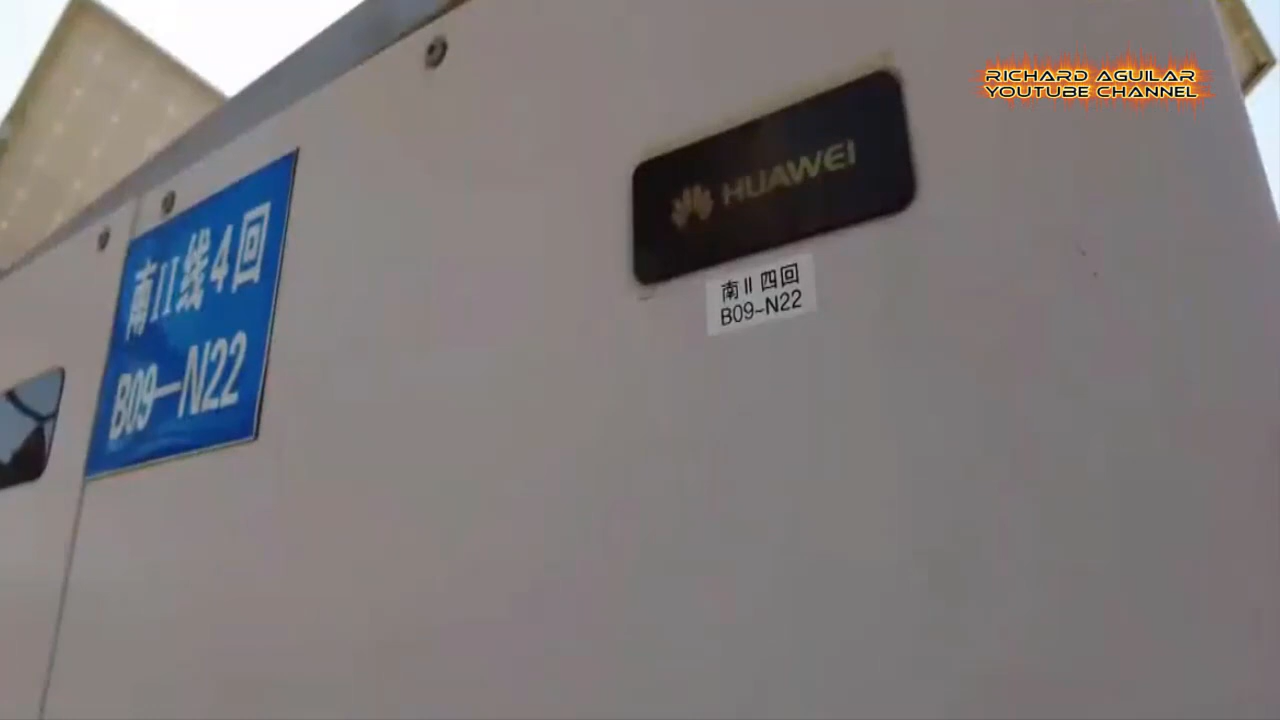 RICHARD AGUILAR
YOUTUBE CHANNEL
HUAWEI
南II线4回
B09—N22
南II四回
B09-N22